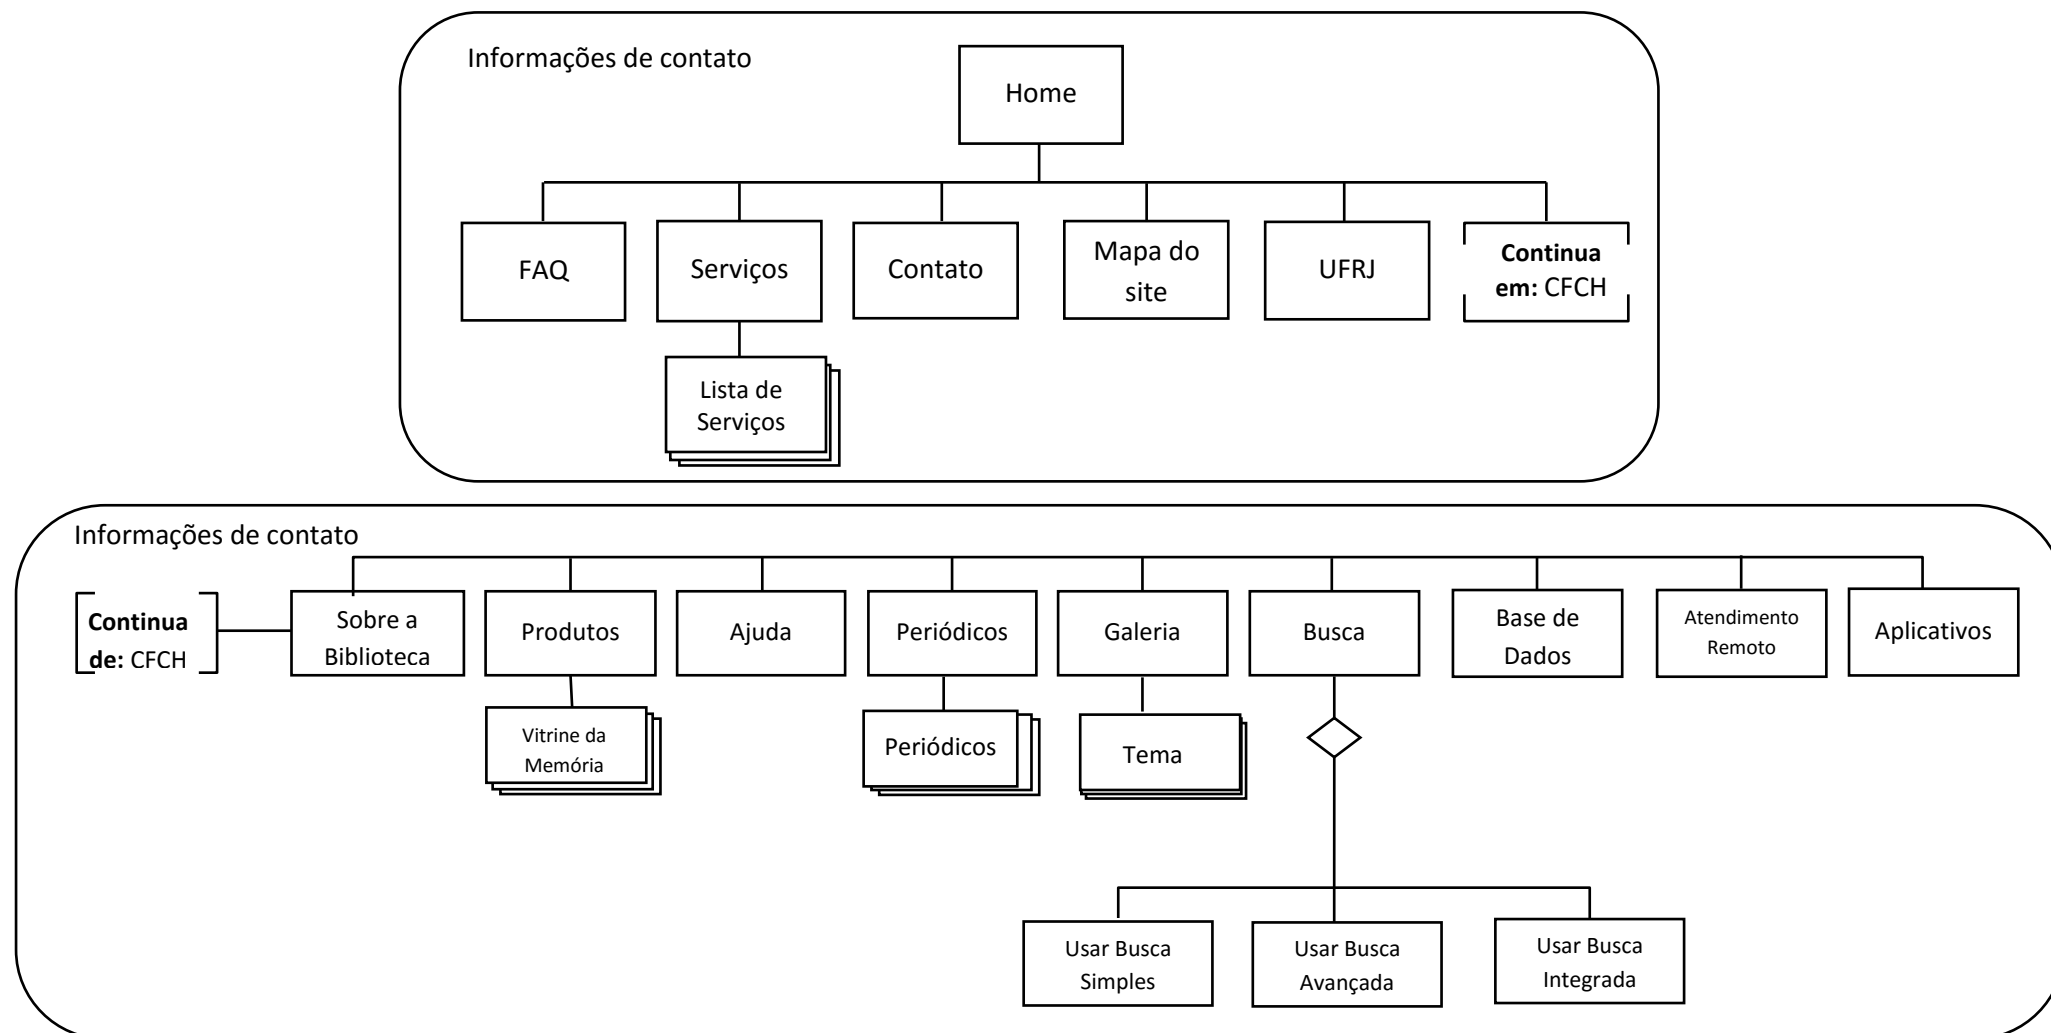 Informações de contato
Home
FAQ
Serviços
Contato
Mapa do
site
UFRJ
Continua
em: CFCH
Lista de
Serviços
Informações de contato
Continua
de: CFCH
Sobre a
Biblioteca
Produtos
Ajuda
Periódicos
Galeria
Busca
Base de
Dados
Atendimento
Remoto
Aplicativos
Vitrine da
Memória
Periódicos
Tema
Usar Busca
Simples
Usar Busca
Avançada
Usar Busca
Integrada